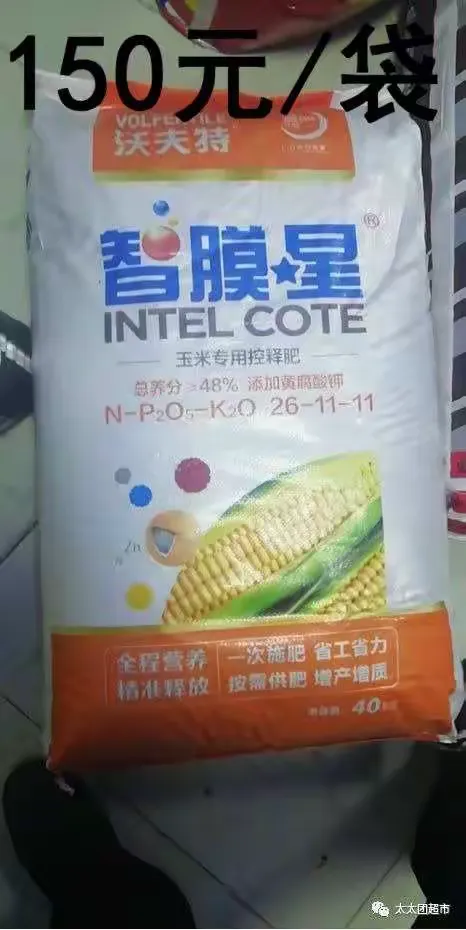 150元/袋
VOLFERTILE
沃夫特
智膜星®
INTEL COTE
玉米专用控释肥
总养分≥48% 添加黄腐酸钾
N-P₂O₅-K₂O 26-11-11
Zn
全程营养
精准释放
一次施肥 省工省力
按需供肥 增产增质
40
太太团超市